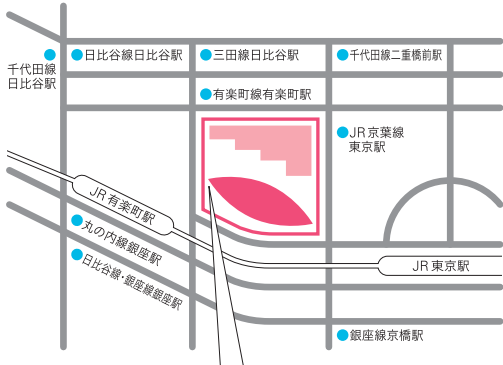 千代田線
日比谷駅
日比谷線日比谷駅
三田線日比谷駅
千代田線二重橋前駅
有楽町線有楽町駅
JR京葉線
東京駅
JR有楽町駅
丸の内線銀座駅
日比谷線・銀座線銀座駅
JR東京駅
銀座線京橋駅